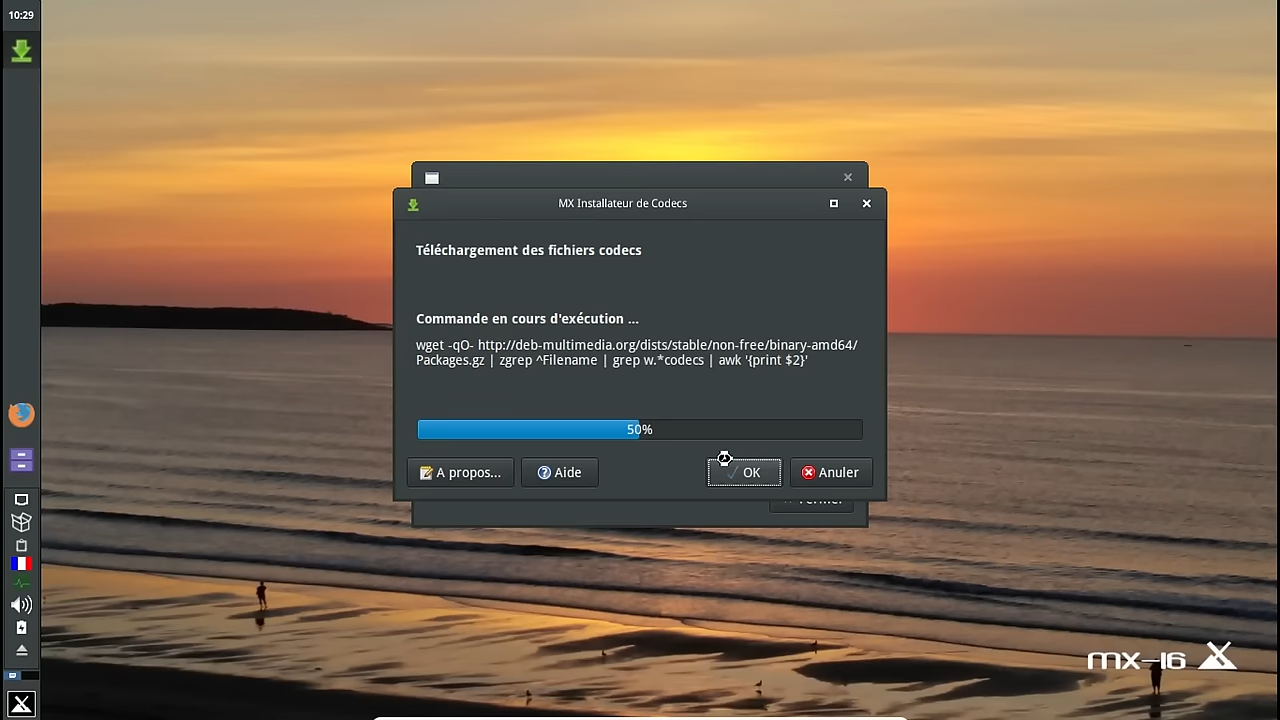 10:29
MX Installateur de Codecs
Téléchargement des fichiers codecs
Commande en cours d'exécution ...
wget -qO- http://deb-multimedia.org/dists/stable/non-free/binary-amd64/
Packages.gz | zgrep ^Filename | grep w.*codecs | awk '{print $2}'
50%
A propos...
Aide
OK
Anuler
Fermer
mx-16